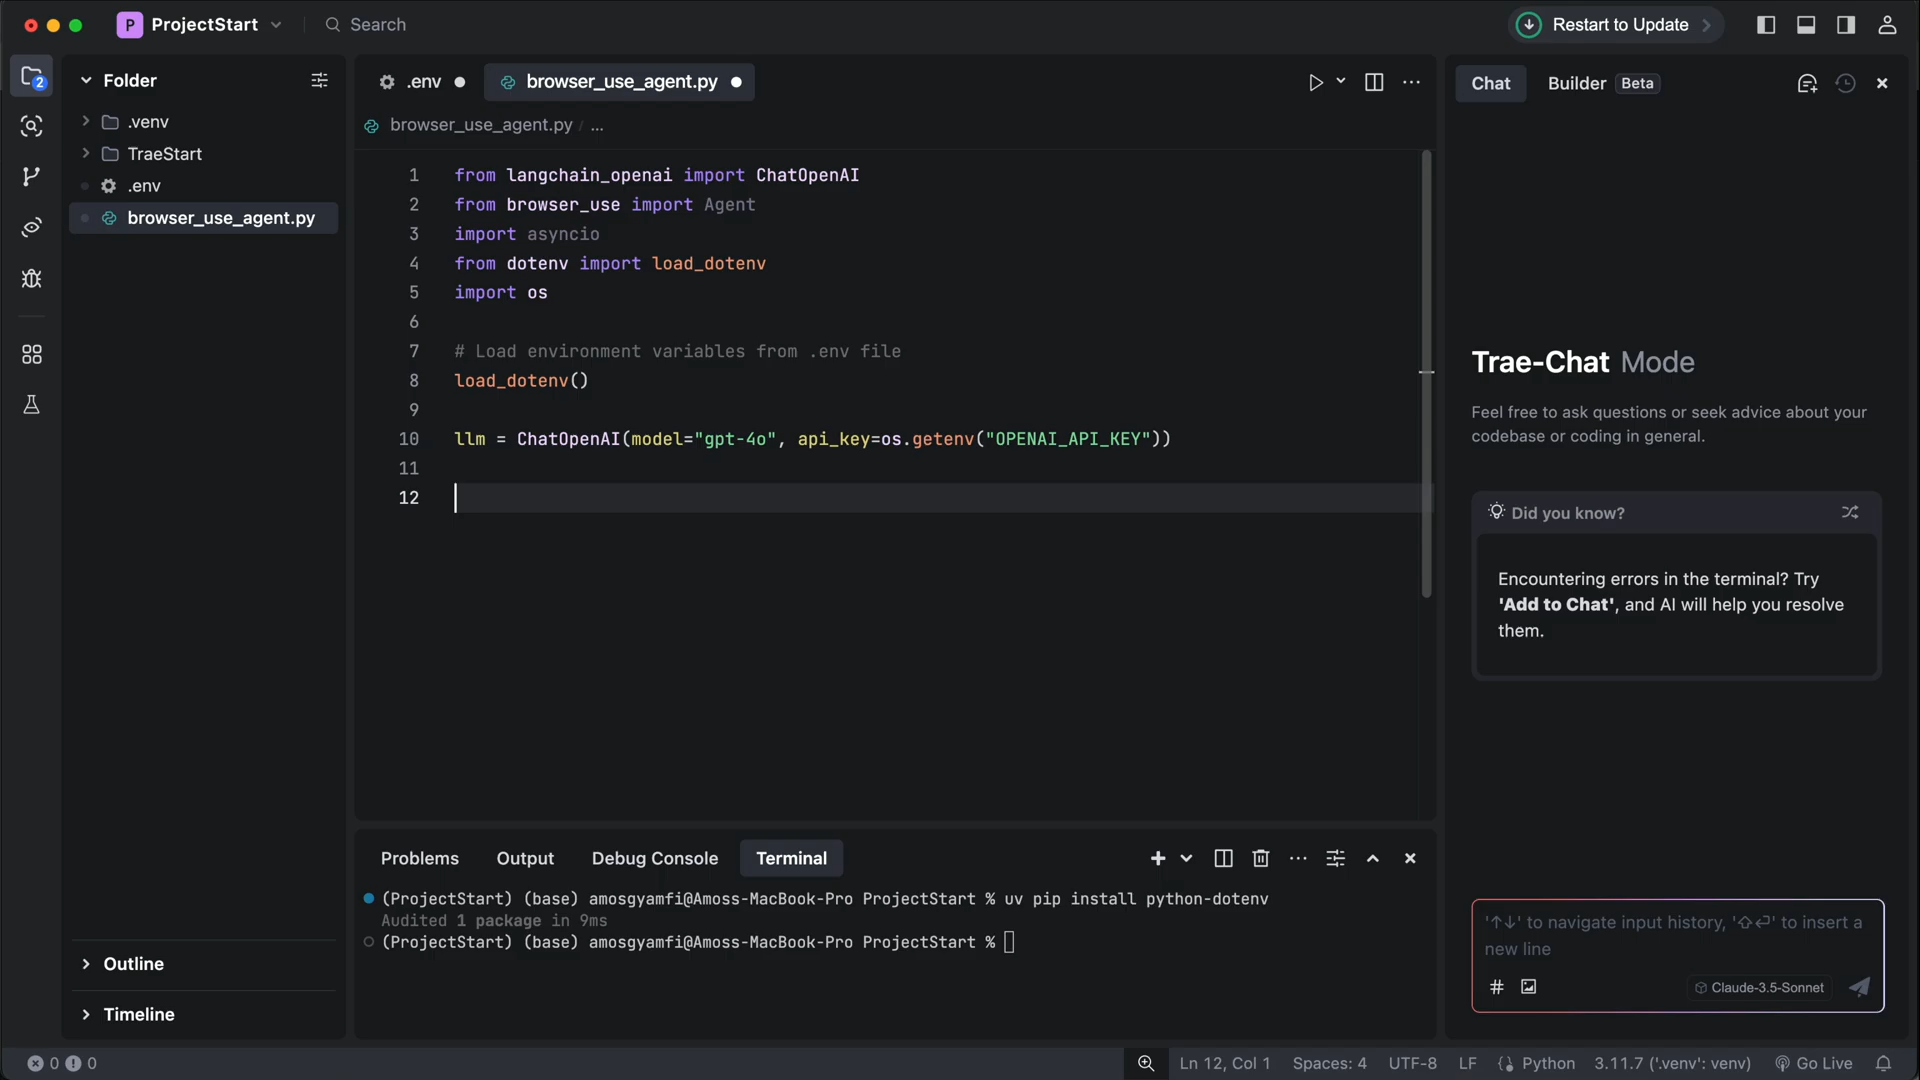 P ProjectStart
Search
Restart to Update
2
Folder
.venv
TraeStart
.env
browser_use_agent.py
Outline
Timeline
.env
browser_use_agent.py
browser_use_agent.py / ...
1 from langchain_openai import ChatOpenAI
2 from browser_use import Agent
3 import asyncio
4 from dotenv import load_dotenv
5 import os
6
7 # Load environment variables from .env file
8 load_dotenv()
9
10 llm = ChatOpenAI(model="gpt-4o", api_key=os.getenv("OPENAI_API_KEY"))
11
12
Problems Output Debug Console Terminal
(ProjectStart) (base) amosgyamfi@Amoss-MacBook-Pro ProjectStart % uv pip install python-dotenv
Audited 1 package in 9ms
(ProjectStart) (base) amosgyamfi@Amoss-MacBook-Pro ProjectStart %
Chat Builder Beta
Trae-Chat Mode
Feel free to ask questions or seek advice about your
codebase or coding in general.
Did you know?
Encountering errors in the terminal? Try
'Add to Chat', and AI will help you resolve
them.
'↑↓' to navigate input history, '⇧⏎' to insert a
new line
# Claude-3.5-Sonnet
0 0
Ln 12, Col 1 Spaces: 4 UTF-8 LF Python 3.11.7 ('.venv': venv) Go Live